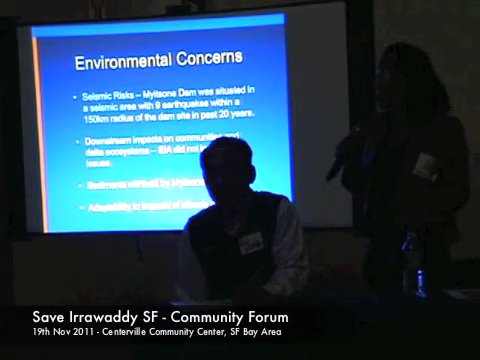 Environmental Concerns
• Seismic Risks – Myitsone Dam was situated in
a seismic area with 9 earthquakes within a
150km radius of the dam site in past 20 years.
• Downstream impacts on communities and
delta ecosystems – EIA did not
issues
• Sediments withheld by Myitsone
• Adaptability to impacts of
Save Irrawaddy SF - Community Forum
19th Nov 2011 - Centerville Community Center, SF Bay Area